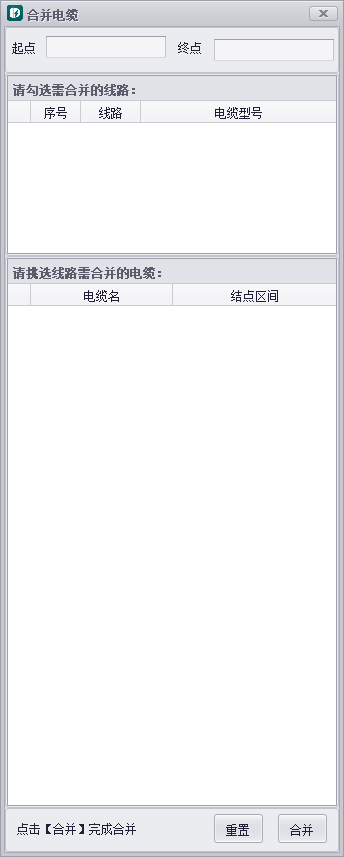 合并电缆
起点 终点
请勾选需合并的线路：
序号 线路 电缆型号
请挑选线路需合并的电缆：
电缆名 结点区间
点击【合并】完成合并 重置 合并